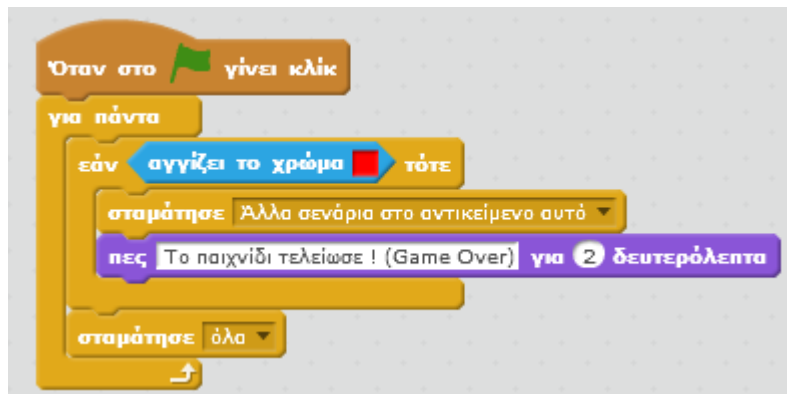 Όταν στο γίνει κλίκ
για πάντα
εάν αγγίζει το χρώμα τότε
σταμάτησε Άλλα σενάρια στο αντικείμενο αυτό
πες Το παιχνίδι τελείωσε ! (Game Over) για 2 δευτερόλεπτα
σταμάτησε όλα